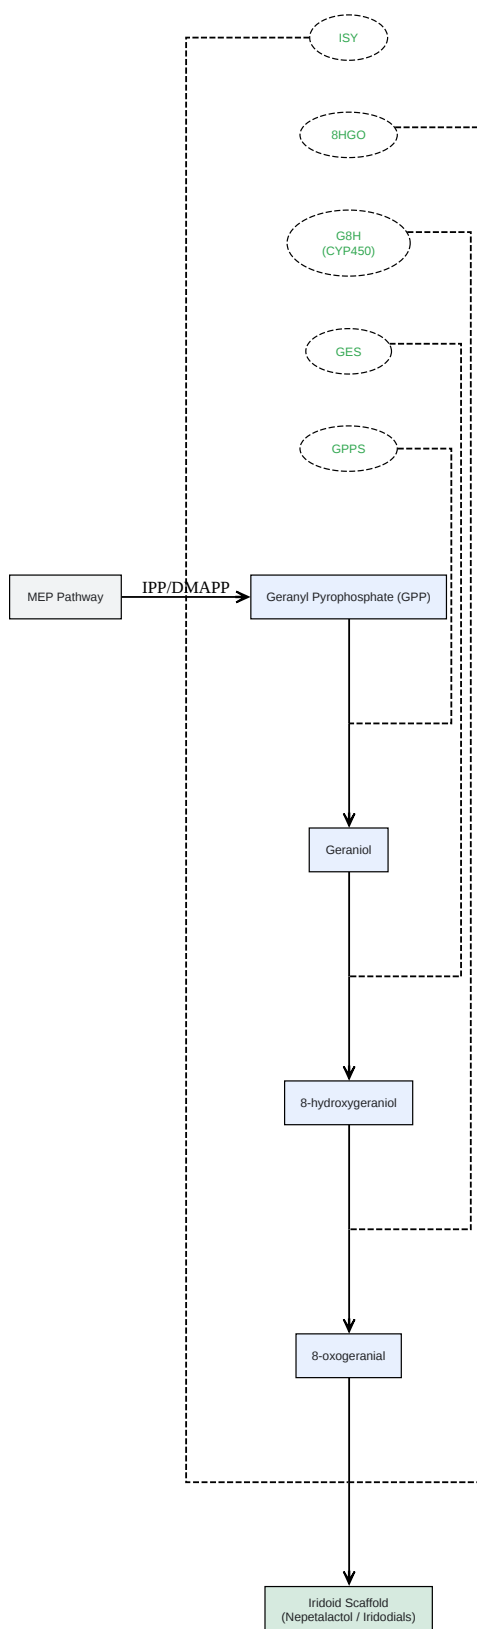 ISY
8HGO
G8H
(CYP450)
GES
GPPS
MEP Pathway
IPP/DMAPP
Geranyl Pyrophosphate (GPP)
Geraniol
8-hydroxygeraniol
8-oxogeranial
Iridoid Scaffold
(Nepetalactol / Iridodials)